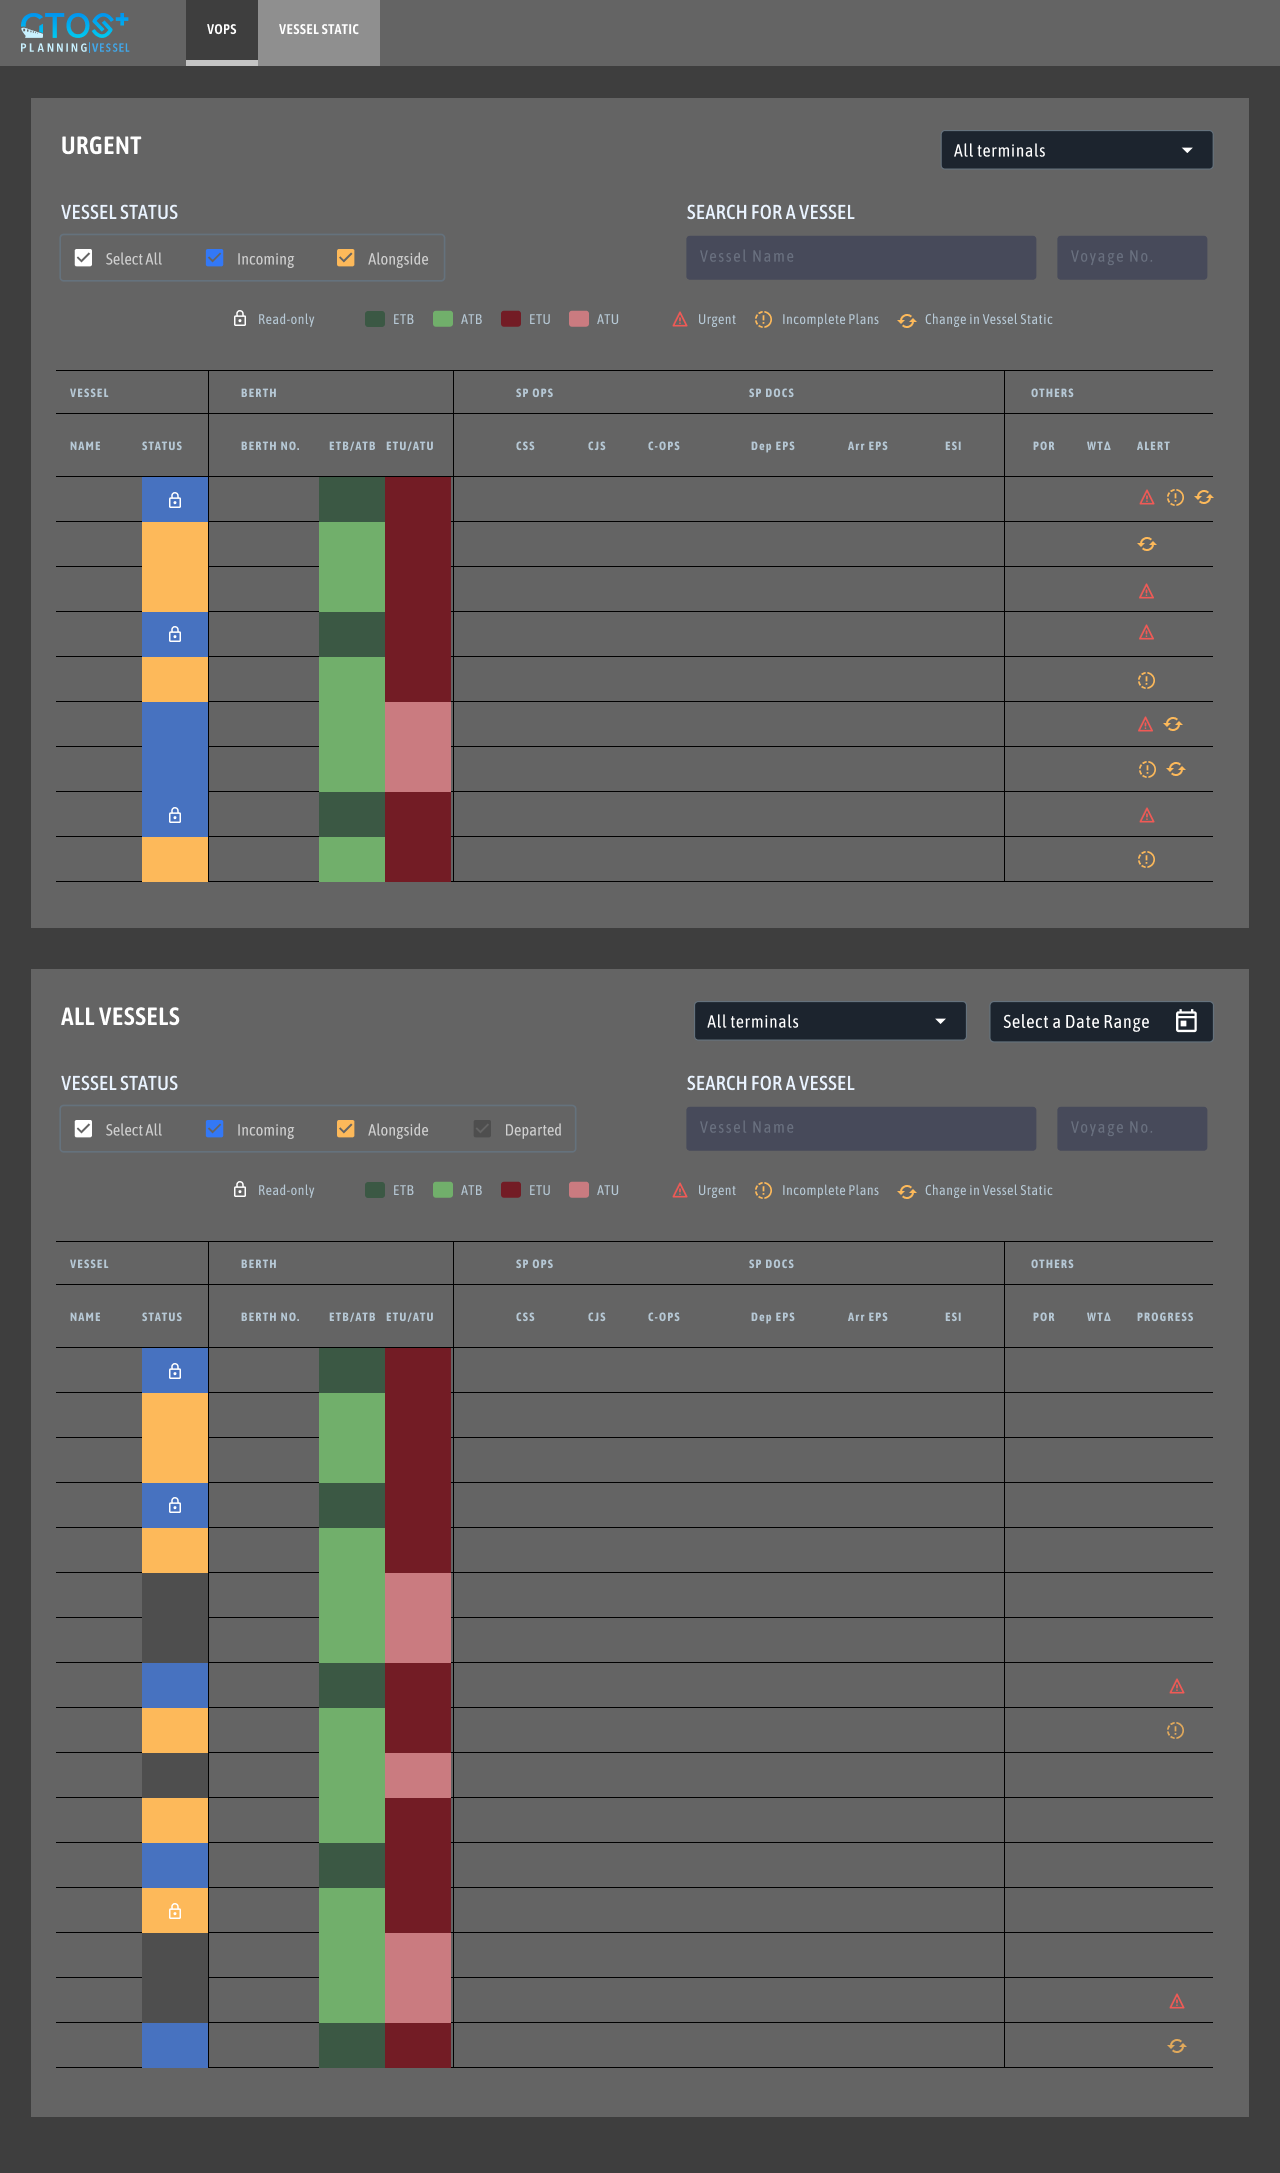 GTOS+
PLANNING|VESSEL
VOPS
VESSEL STATIC
URGENT
All terminals
VESSEL STATUS
SEARCH FOR A VESSEL
Select All
Incoming
Alongside
Vessel Name
Voyage No.
Read-only
ETB
ATB
ETU
ATU
Urgent
Incomplete Plans
Change in Vessel Static
VESSEL
BERTH
SP OPS
SP DOCS
OTHERS
NAME
STATUS
BERTH NO.
ETB/ATB
ETU/ATU
CSS
CJS
C-OPS
Dep EPS
Arr EPS
ESI
POR
WTΔ
ALERT
ALL VESSELS
All terminals
Select a Date Range
VESSEL STATUS
SEARCH FOR A VESSEL
Select All
Incoming
Alongside
Departed
Vessel Name
Voyage No.
Read-only
ETB
ATB
ETU
ATU
Urgent
Incomplete Plans
Change in Vessel Static
VESSEL
BERTH
SP OPS
SP DOCS
OTHERS
NAME
STATUS
BERTH NO.
ETB/ATB
ETU/ATU
CSS
CJS
C-OPS
Dep EPS
Arr EPS
ESI
POR
WTΔ
PROGRESS